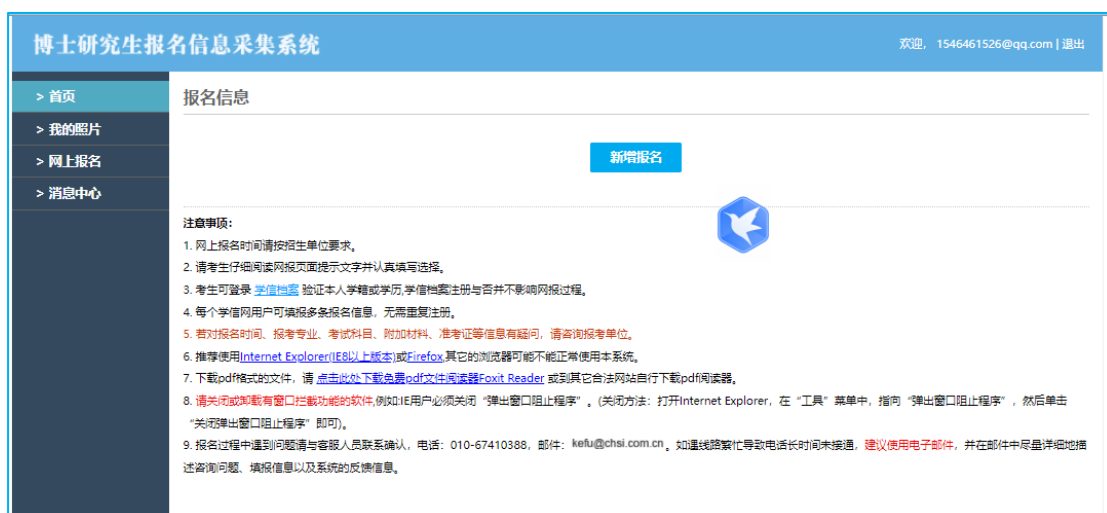 博士研究生报名信息采集系统
欢迎, 1546461526@qq.com | 退出
> 首页
报名信息
> 我的照片
> 网上报名
新增报名
> 消息中心
注意事项：
1. 网上报名时间请按招生单位要求。
2. 请考生仔细阅读网报页面提示文字并认真填写选择。
3. 考生可登录 学信档案 验证本人学籍或学历,学信档案注册与否并不影响网报过程。
4. 每个学信网用户可填报多条报名信息，无需重复注册。
5. 若对报名时间、报考专业、考试科目、附加材料、准考证等信息有疑问，请咨询报考单位。
6. 推荐使用Internet Explorer(IE8以上版本)或Firefox,其它的浏览器可能不能正常使用本系统。
7. 下载pdf格式的文件，请 点击此处下载免费pdf文件阅读器Foxit Reader 或到其它合法网站自行下载pdf阅读器。
8. 请关闭或卸载有窗口拦截功能的软件,例如:IE用户必须关闭“弹出窗口阻止程序”。(关闭方法：打开Internet Explorer，在“工具”菜单中，指向“弹出窗口阻止程序”，然后单击
“关闭弹出窗口阻止程序”即可)。
9. 报名过程中遇到问题请与客服人员联系确认，电话：010-67410388，邮件：kefu@chsi.com.cn。如遇线路繁忙导致电话长时间未接通，建议使用电子邮件，并在邮件中尽量详细地描
述咨询问题、填报信息以及系统的反馈信息。